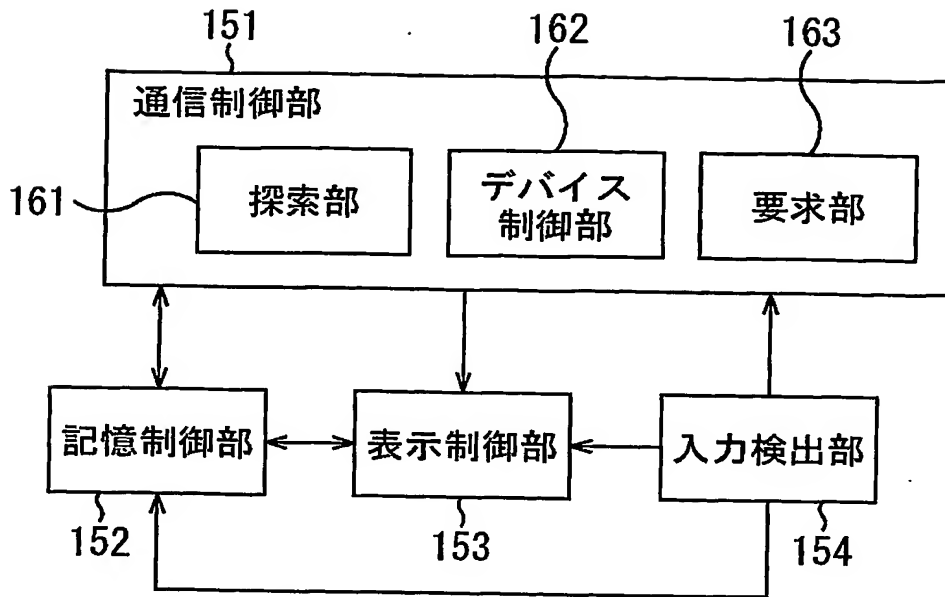 151
162
163
通信制御部
161
探索部
デバイス
制御部
要求部
記憶制御部
表示制御部
入力検出部
152
153
154